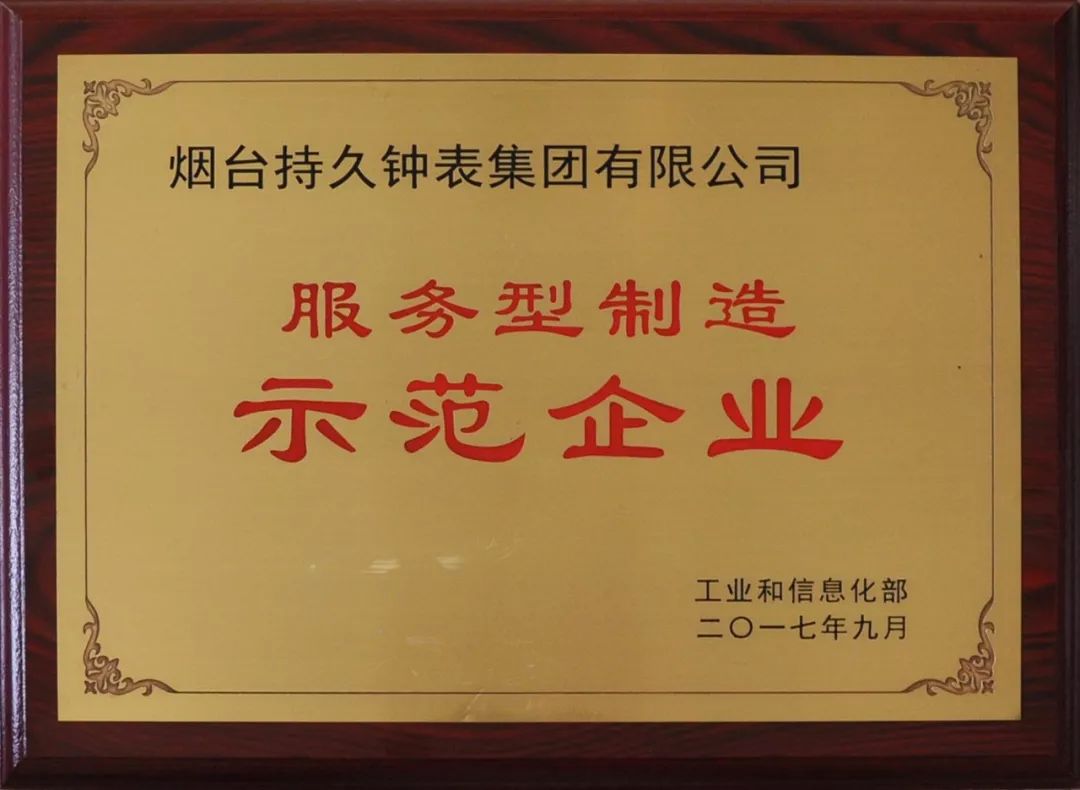 烟台持久钟表集团有限公司
服务型制造
示范企业
工业和信息化部
二〇一七年九月